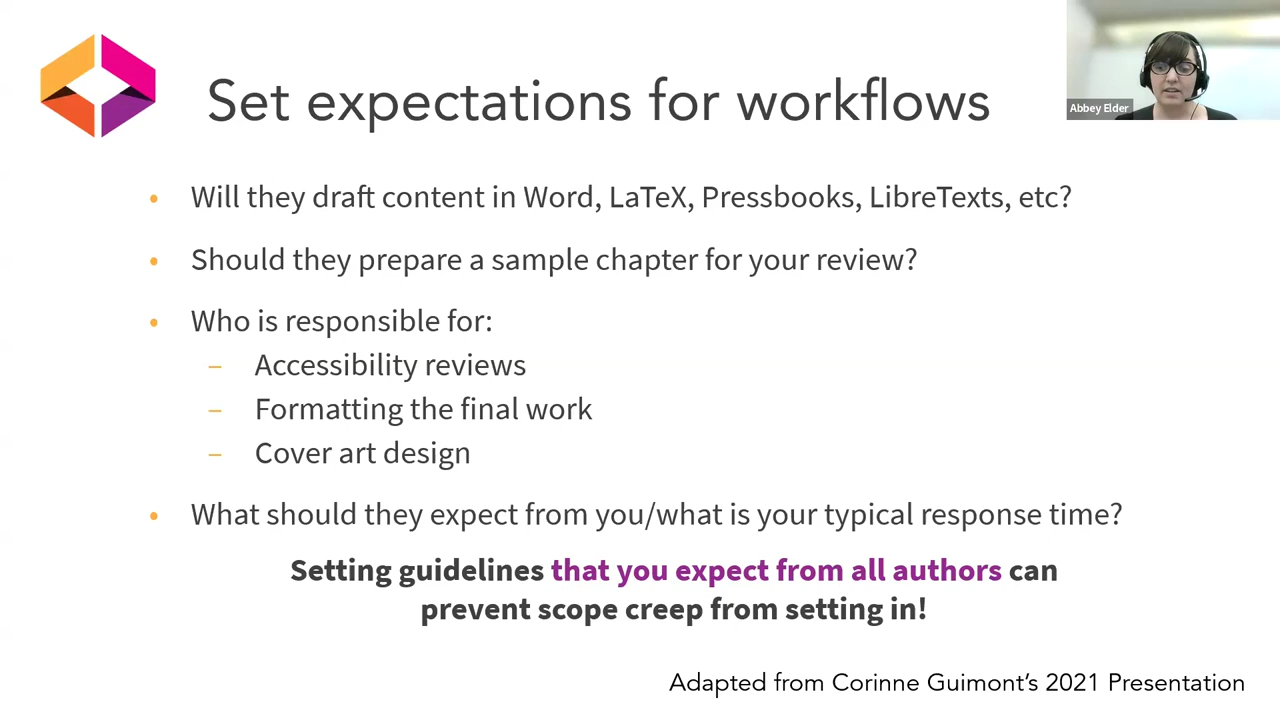 Set expectations for workflows
Abbey Elder
• Will they draft content in Word, LaTeX, Pressbooks, LibreTexts, etc?
• Should they prepare a sample chapter for your review?
• Who is responsible for:
– Accessibility reviews
– Formatting the final work
– Cover art design
• What should they expect from you/what is your typical response time?
Setting guidelines that you expect from all authors can
prevent scope creep from setting in!
Adapted from Corinne Guimont’s 2021 Presentation